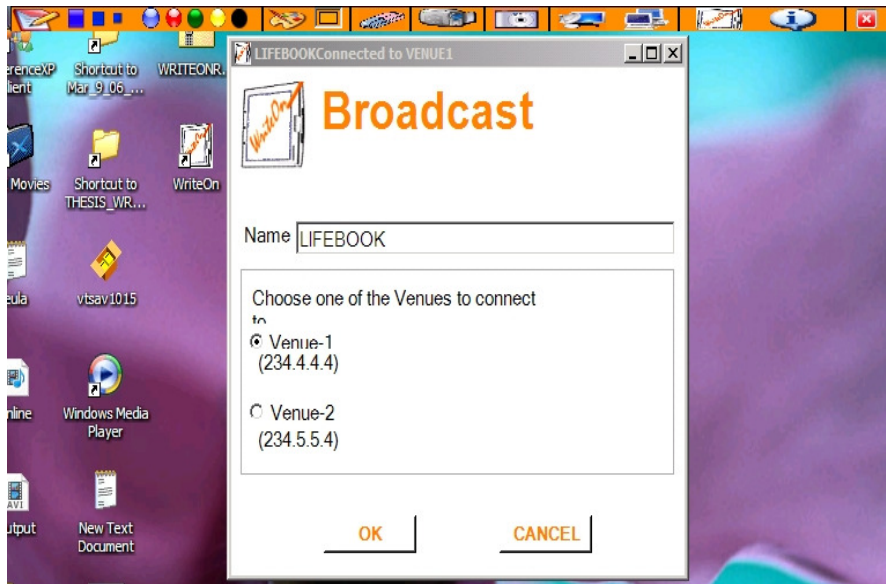 LIFEBOOKConnected to VENUE1
WriteOn
Broadcast
Name LIFEBOOK
Choose one of the Venues to connect
to
Venue-1
(234.4.4.4)
Venue-2
(234.5.5.4)
OK CANCEL
erenceXP
lient
Shortcut to
Mar_9_06_...
WRITEONR.
Movies
Shortcut to
THESIS_WR...
WriteOn
eula
vtsav1015
nline
Windows Media
Player
AVI
utput
New Text
Document